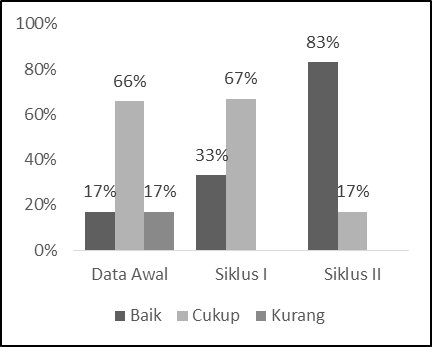 100%
80%
60%
40%
20%
0%
17%
66%
17%
33%
67%
83%
17%
Data Awal
Siklus I
Siklus II
Baik
Cukup
Kurang